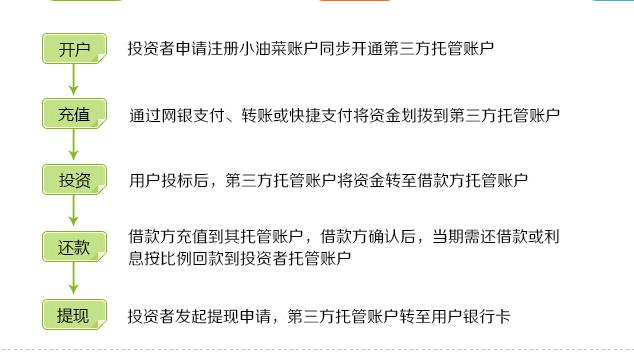 开户
投资者申请注册小油菜账户同步开通第三方托管账户
充值
通过网银支付、转账或快捷支付将资金划拨到第三方托管账户
投资
用户投标后，第三方托管账户将资金转至借款方托管账户
还款
借款方充值到其托管账户，借款方确认后，当期需还借款或利
息按比例回款到投资者托管账户
提现
投资者发起提现申请，第三方托管账户转至用户银行卡